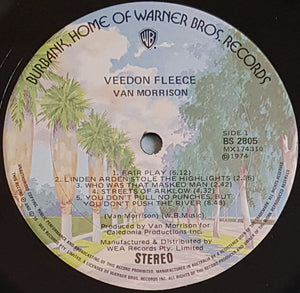 BURBANK, HOME OF WARNER BROS. RECORDS
WB
VEEDON FLEECE
VAN MORRISON
SIDE 1
BS 2805
MX174310
℗1974
1. FAIR PLAY (6.12)
2. LINDEN ARDEN STOLE THE HIGHLIGHTS (2.35)
3. WHO WAS THAT MASKED MAN (2.42)
4. STREETS OF ARKLOW (4.32)
5. YOU DON'T PULL NO PUNCHES, BUT
YOU DON'T PUSH THE RIVER (8.48)
(Van Morrison) (W.B.Music)
Produced by Van Morrison for
Caledonia Productions Inc.
Manufactured & Distributed by
WEA Records Pty. Limited
STEREO